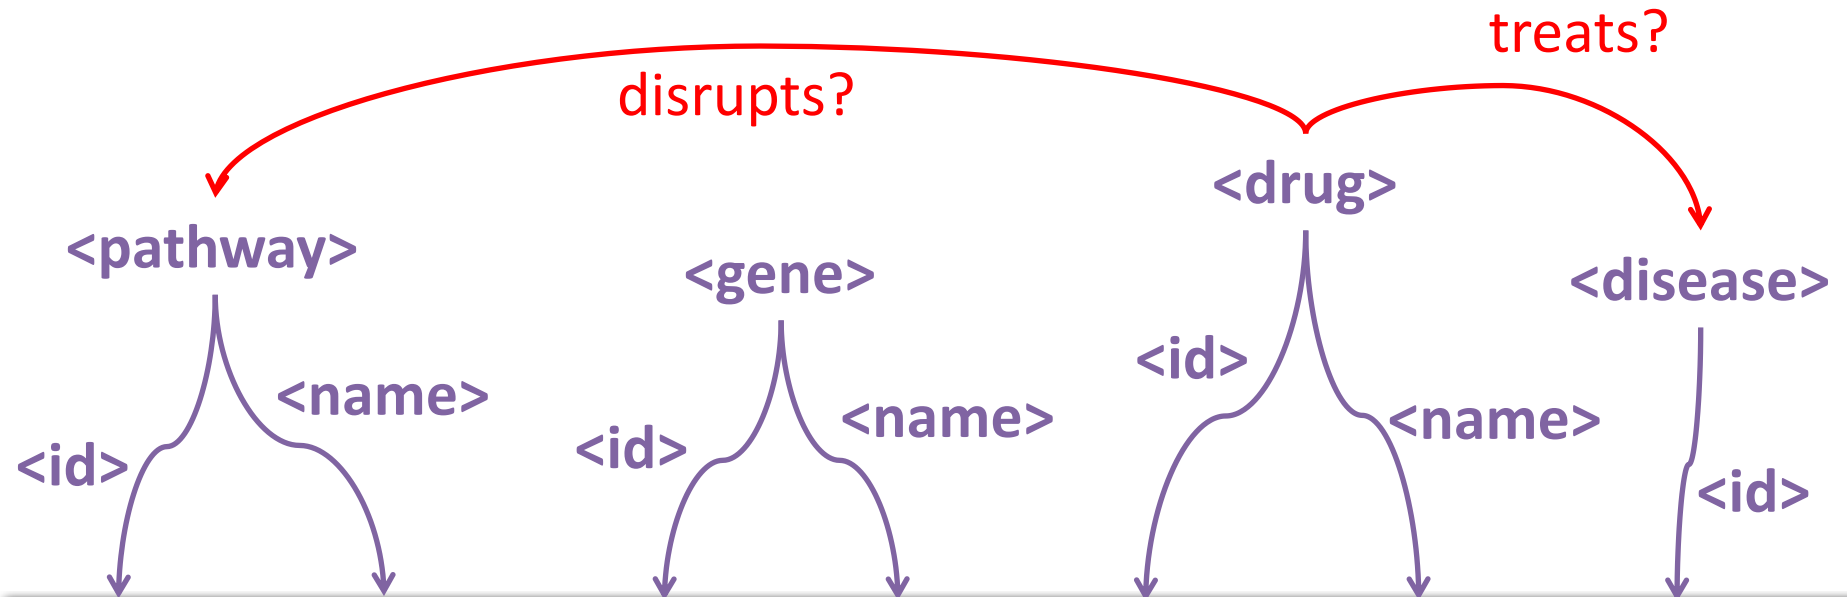 treats?
disrupts?
<drug>
<pathway>
<gene>
<disease>
<id>
<name>
<name>
<name>
<id>
<id>
<id>